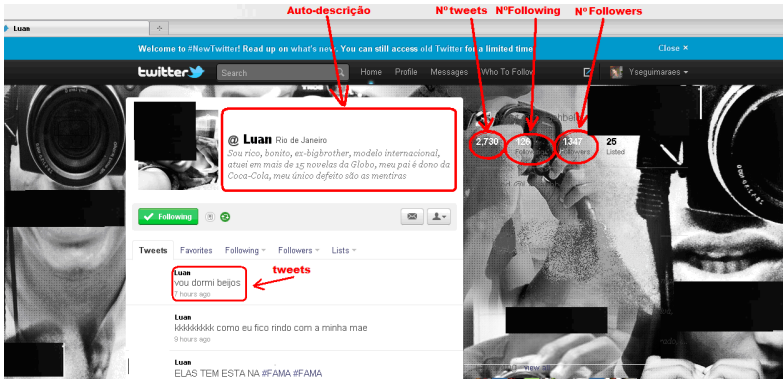 Auto-descrição
Nº tweets NºFollowing Nº Followers
Luan
Welcome to #NewTwitter! Read up on what's new. You can still access old Twitter for a limited time.
Close ×
twitter
Search
Home Profile Messages Who To Follow
Yseguimaraes
@ Luan Rio de Janeiro
Sou rico, bonito, ex-bigbrother, modelo internacional,
atuei em mais de 15 novelas da Globo, meu pai é dono da
Coca-Cola, meu único defeito são as mentiras
2,730 126 1347 25
Following Followers Listed
Following
Tweets Favorites Following Followers Lists
tweets
Luan
vou dormi beijos
7 hours ago
Luan
kkkkkkkkk como eu fico rindo com a minha mae
9 hours ago
Luan
ELAS TEM ESTA NA #FAMA #FAMA